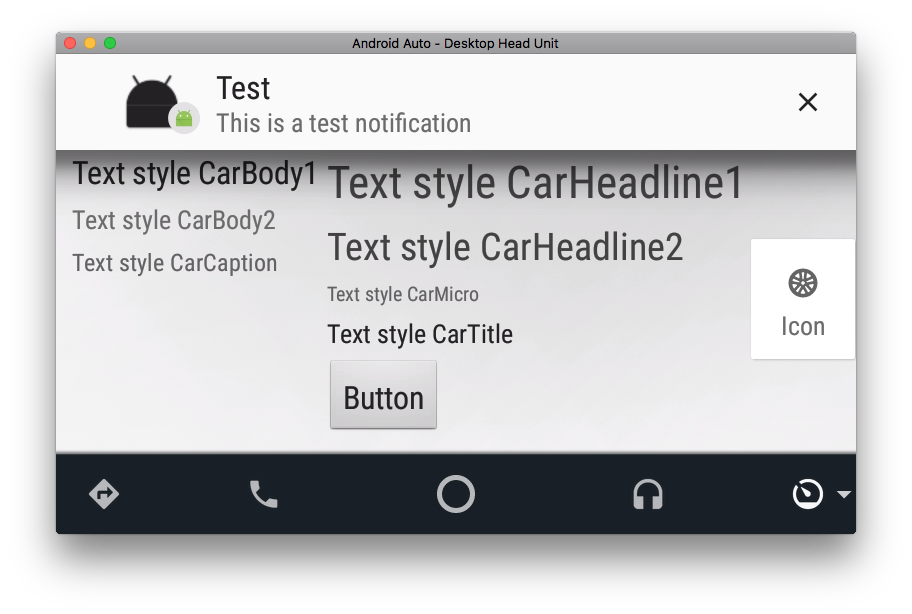 Android Auto - Desktop Head Unit
Test
This is a test notification
Text style CarBody1
Text style CarBody2
Text style CarCaption
Text style CarHeadline1
Text style CarHeadline2
Text style CarMicro
Text style CarTitle
Button
Icon